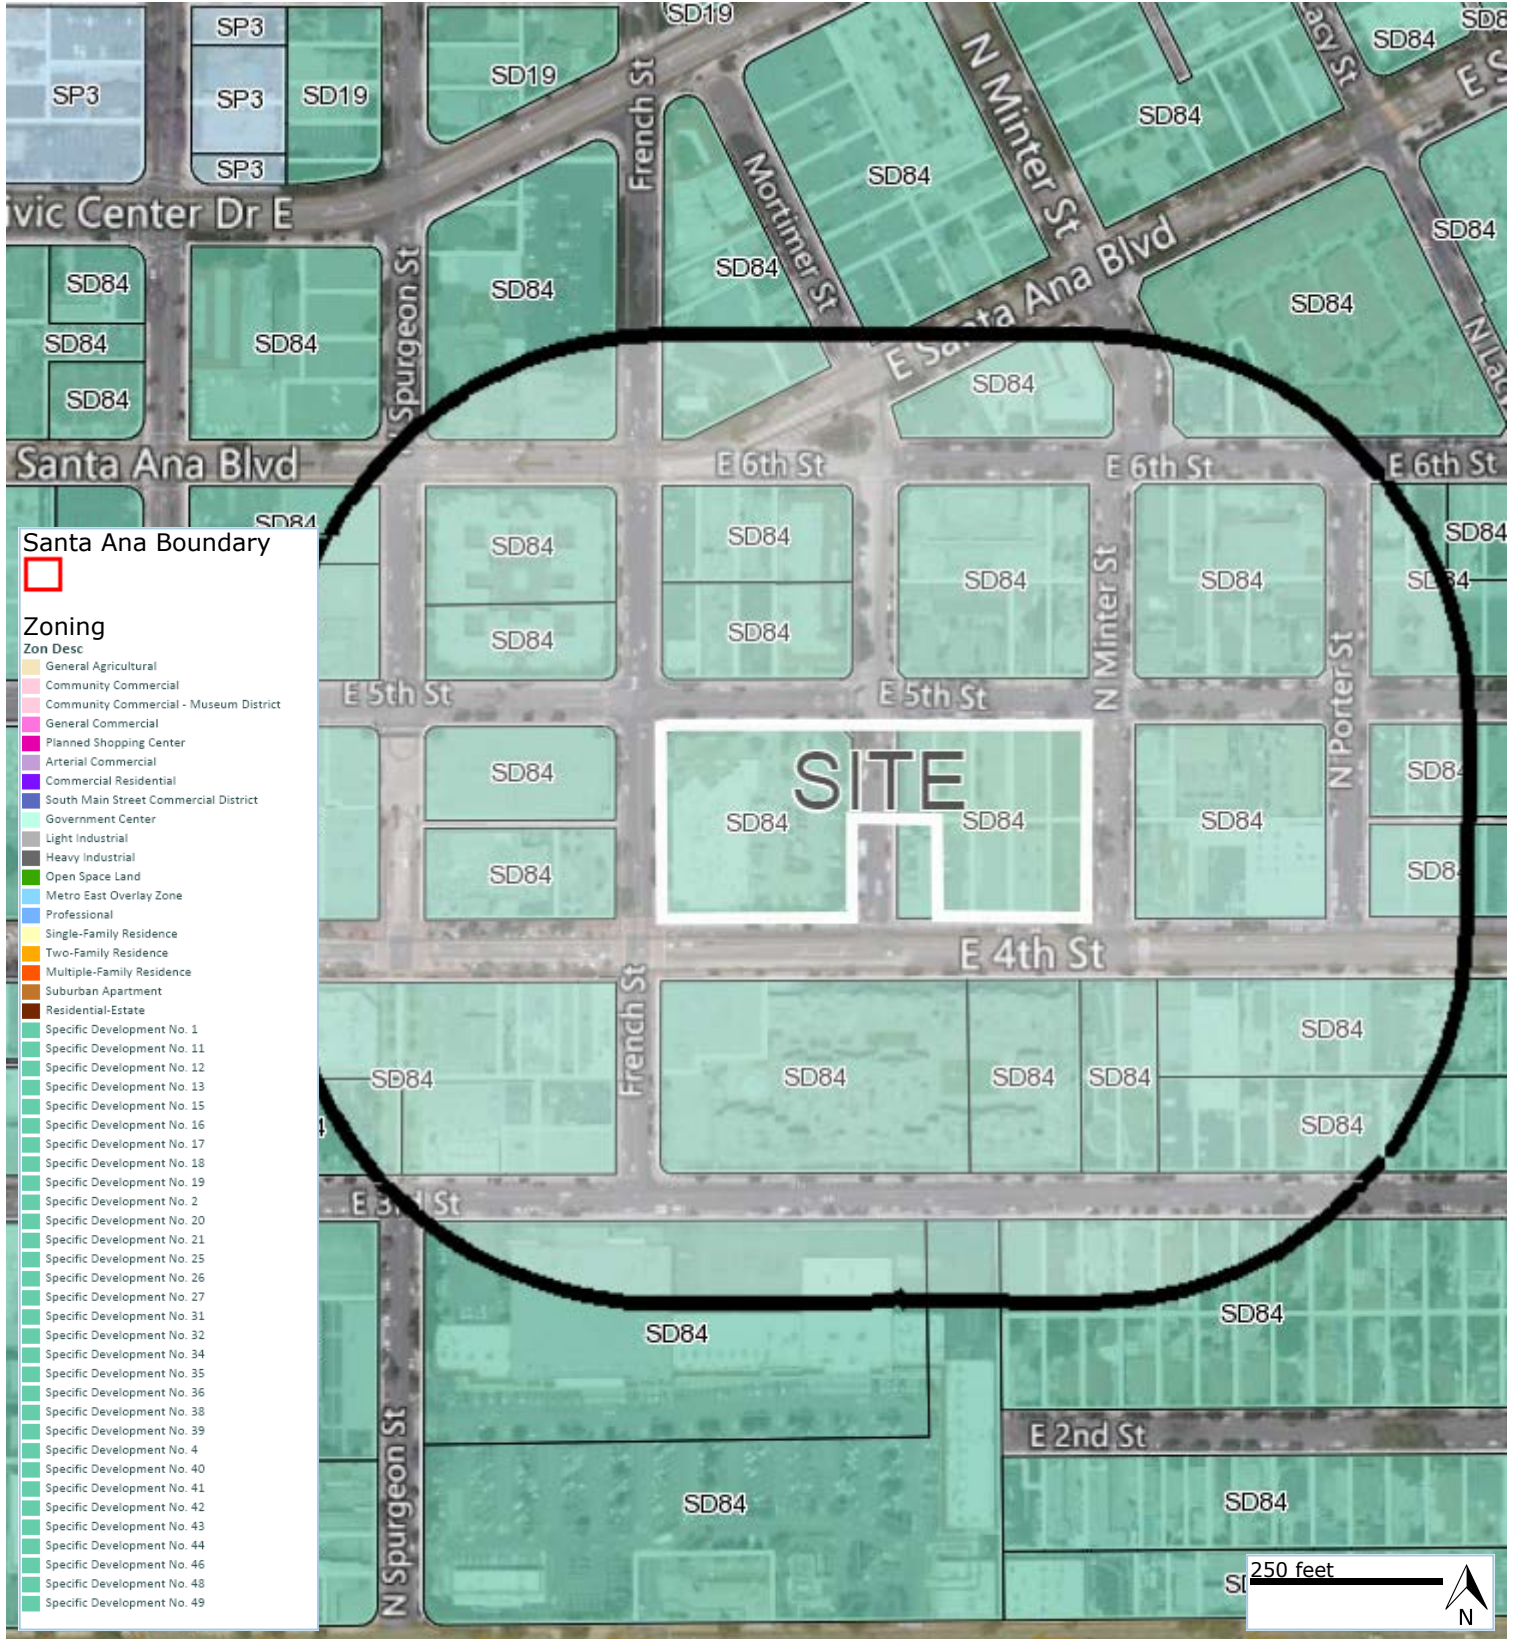 SD19
SP3
SD8
SD84
SP3
SP3
SD19
SD19
N Minter St
acy St
E S
SD84
French St
SP3
SD84
Mortimer St
ivic Center Dr E
SD84
SD84
SD84
SD84
E Santa Ana Blvd
SD84
SD84
SD84
Spurgeon St
SD84
SD84
N Lac
SD84
Santa Ana Blvd
E 6th St
E 6th St
E 6th St
SD84
SD84
SD84
SD84
SD84
SD84
SD84
SD84
SD84
N Minter St
N Porter St
E 5th St
E 5th St
SITE
SD84
SD84
SD84
SD84
SD84
SD84
SD84
E 4th St
French St
SD84
SD84
SD84
SD84
SD84
SD84
4
E 3rd St
SD84
SD84
E 2nd St
N Spurgeon St
SD84
SD84
Santa Ana Boundary
Zoning
Zon Desc
General Agricultural
Community Commercial
Community Commercial - Museum District
General Commercial
Planned Shopping Center
Arterial Commercial
Commercial Residential
South Main Street Commercial District
Government Center
Light Industrial
Heavy Industrial
Open Space Land
Metro East Overlay Zone
Professional
Single-Family Residence
Two-Family Residence
Multiple-Family Residence
Suburban Apartment
Residential-Estate
Specific Development No. 1
Specific Development No. 11
Specific Development No. 12
Specific Development No. 13
Specific Development No. 15
Specific Development No. 16
Specific Development No. 17
Specific Development No. 18
Specific Development No. 19
Specific Development No. 2
Specific Development No. 20
Specific Development No. 21
Specific Development No. 25
Specific Development No. 26
Specific Development No. 27
Specific Development No. 31
Specific Development No. 32
Specific Development No. 34
Specific Development No. 35
Specific Development No. 36
Specific Development No. 38
Specific Development No. 39
Specific Development No. 4
Specific Development No. 40
Specific Development No. 41
Specific Development No. 42
Specific Development No. 43
Specific Development No. 44
Specific Development No. 46
Specific Development No. 48
Specific Development No. 49
250 feet
N